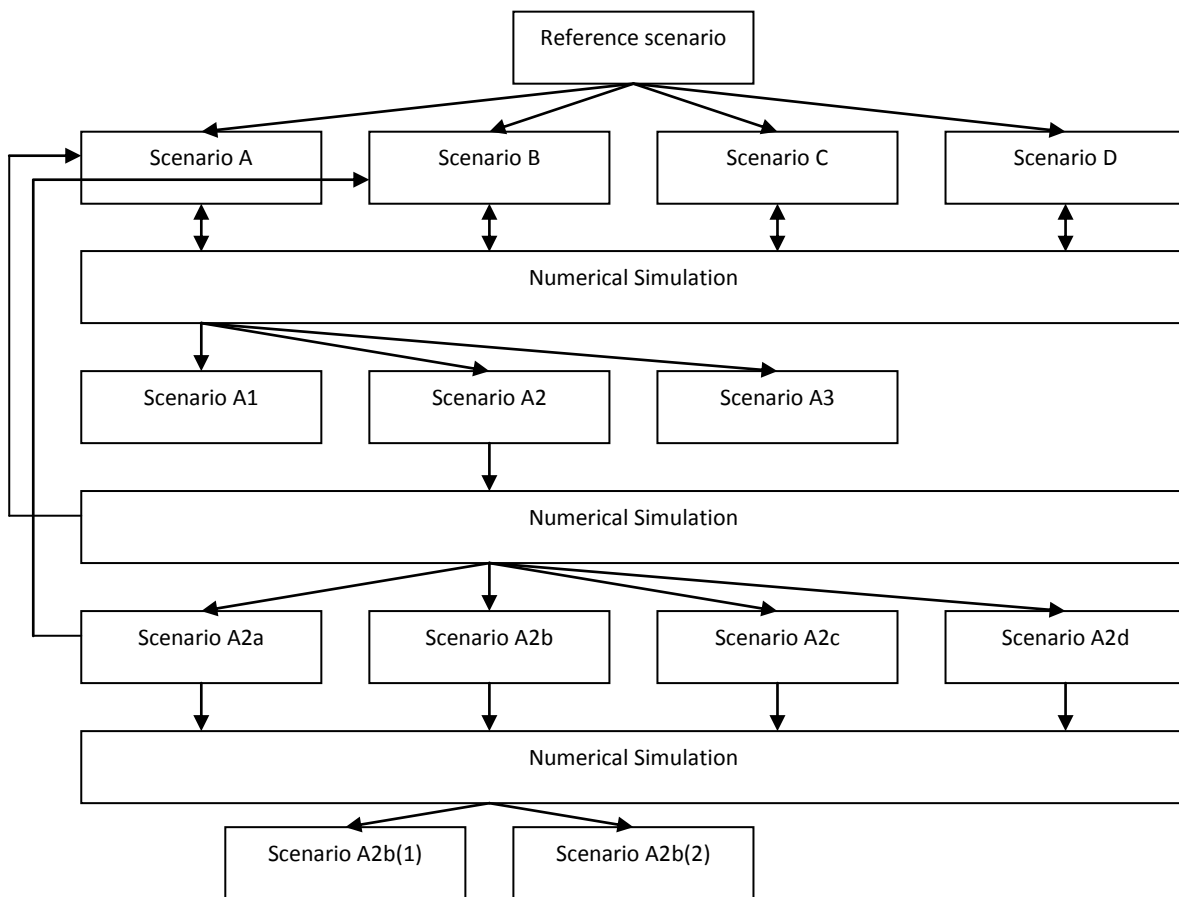 Reference scenario
Scenario A
Scenario B
Scenario C
Scenario D
Numerical Simulation
Scenario A1
Scenario A2
Scenario A3
Numerical Simulation
Scenario A2a
Scenario A2b
Scenario A2c
Scenario A2d
Numerical Simulation
Scenario A2b(1)
Scenario A2b(2)